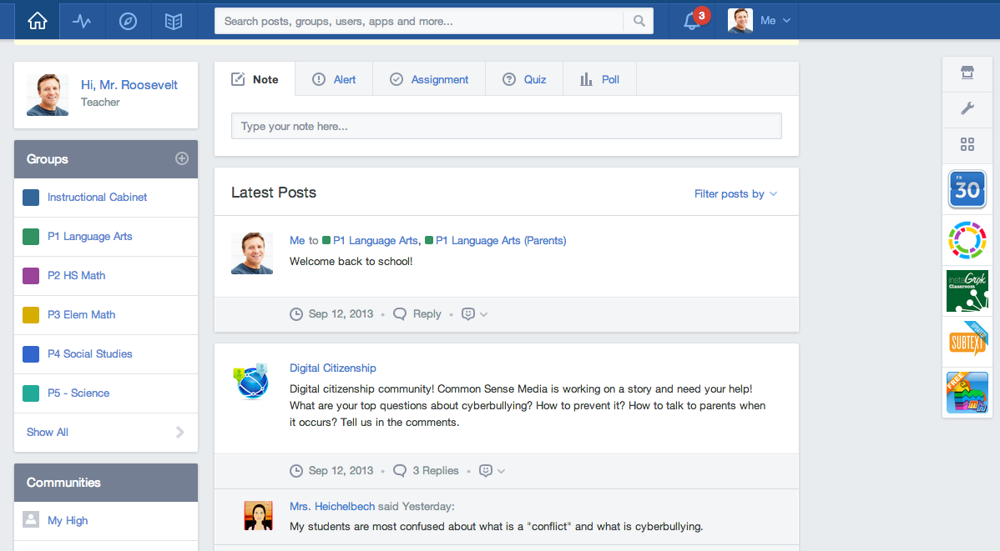 Search posts, groups, users, apps and more...
3
Me
Hi, Mr. Roosevelt
Teacher
Groups
Instructional Cabinet
P1 Language Arts
P2 HS Math
P3 Elem Math
P4 Social Studies
P5 - Science
Show All
Communities
My High
Note
Alert
Assignment
Quiz
Poll
Type your note here...
Latest Posts
Filter posts by
Me to P1 Language Arts, P1 Language Arts (Parents)
Welcome back to school!
Sep 12, 2013 • Reply •
Digital Citizenship
Digital citizenship community! Common Sense Media is working on a story and need your help!
What are your top questions about cyberbullying? How to prevent it? How to talk to parents when
it occurs? Tell us in the comments.
Sep 12, 2013 • 3 Replies •
Mrs. Heichelbech said Yesterday:
My students are most confused about what is a "conflict" and what is cyberbullying.
FR
30
instaGrok
Classroom
UPDATED
SUBTEXT
FREE